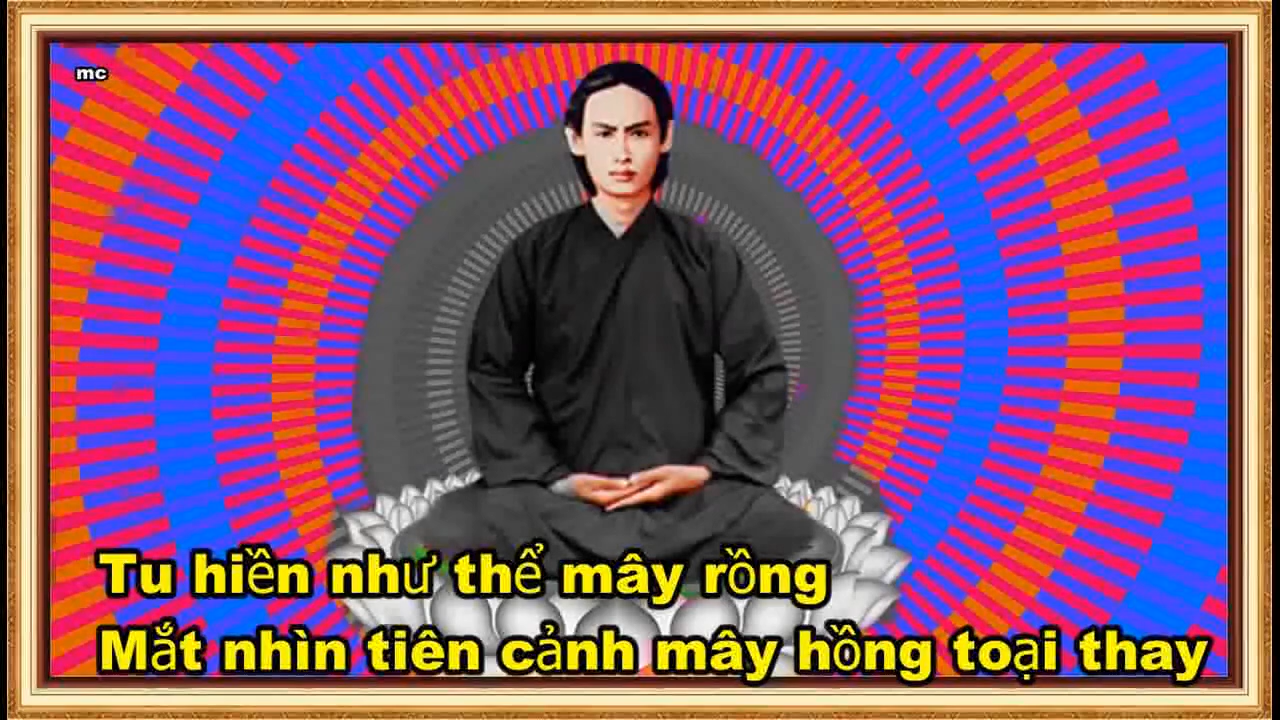 mc
Tu hiền như thể mây rồng
Mắt nhìn tiên cảnh mây hồng toại thay